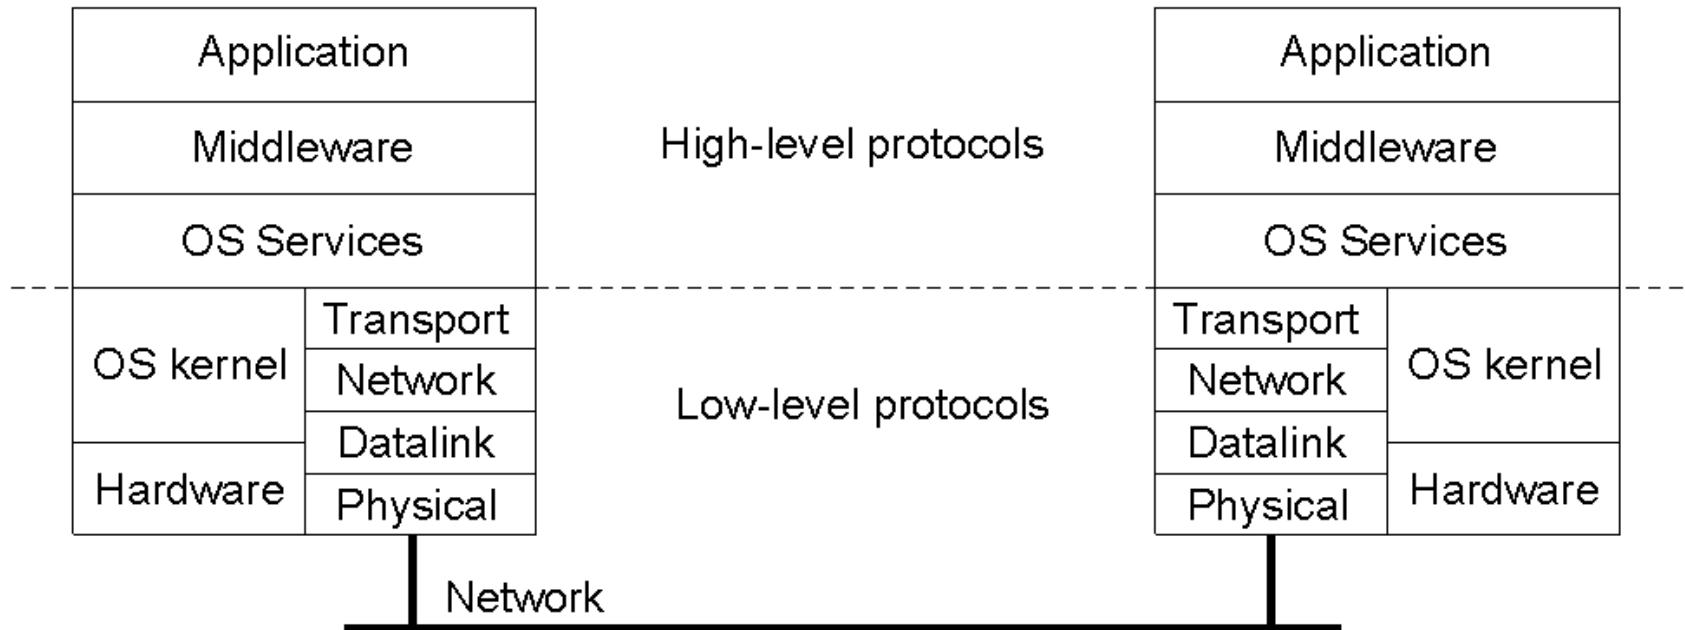 Application
Middleware
OS Services
OS kernel
Hardware
Transport
Network
Datalink
Physical
High-level protocols
Low-level protocols
Application
Middleware
OS Services
Transport
Network
Datalink
Physical
OS kernel
Hardware
Network